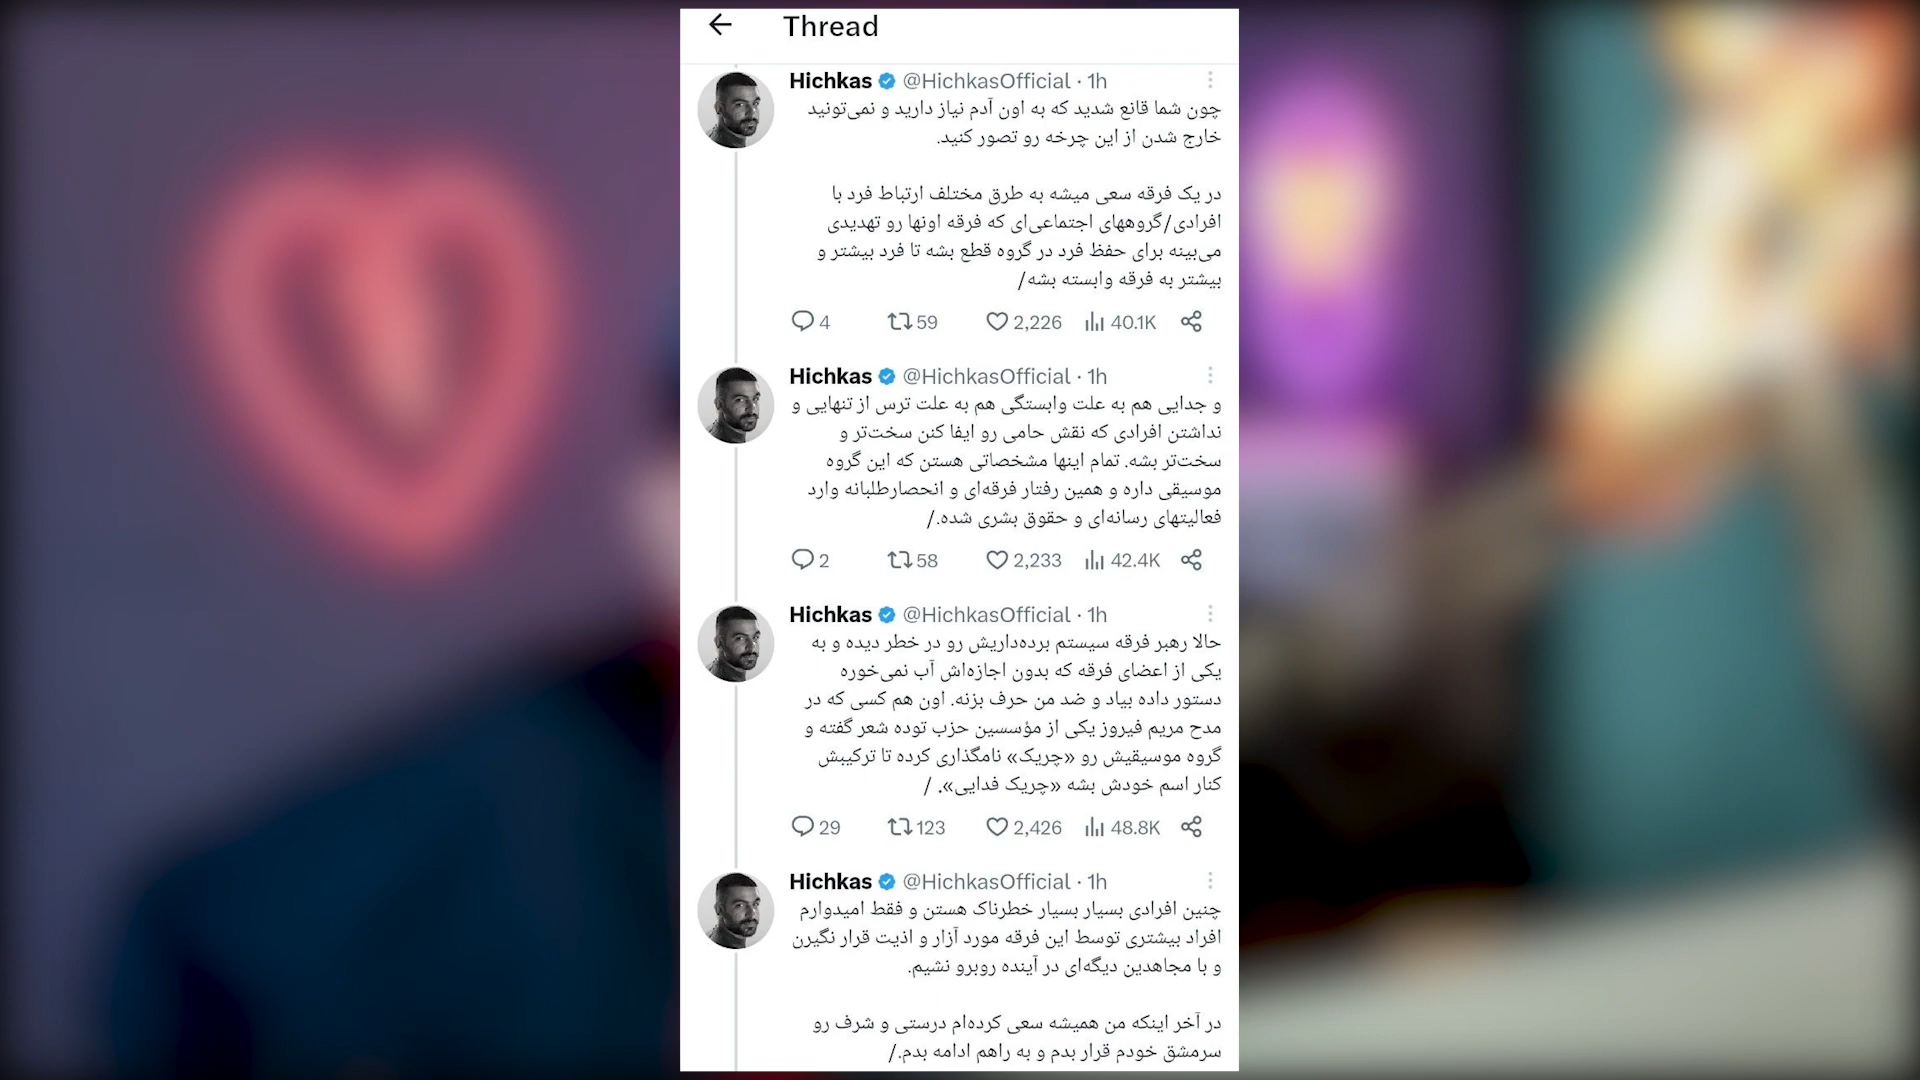 Thread
Hichkas @HichkasOfficial · 1h
چون شما قانع شدید که به اون آدم نیاز دارید و نمی‌تونید
خارج شدن از این چرخه رو تصور کنید.
در یک فرقه سعی میشه به طرق مختلف ارتباط فرد با
افرادی/گروههای اجتماعی‌ای که فرقه اونها رو تهدیدی
می‌بینه برای حفظ فرد در گروه قطع بشه تا فرد بیشتر و
بیشتر به فرقه وابسته بشه/
4 59 2,226 40.1K
Hichkas @HichkasOfficial · 1h
و جدایی هم به علت وابستگی هم به علت ترس از تنهایی و
نداشتن افرادی که نقش حامی رو ایفا کنن سخت‌تر و
سخت‌تر بشه. تمام اینها مشخصاتی هستن که این گروه
موسیقی داره و همین رفتار فرقه‌ای و انحصارطلبانه وارد
فعالیتهای رسانه‌ای و حقوق بشری شده./
2 58 2,233 42.4K
Hichkas @HichkasOfficial · 1h
حالا رهبر فرقه سیستم برده‌داریش رو در خطر دیده و به
یکی از اعضای فرقه که بدون اجازه‌اش آب نمی‌خوره
دستور داده بیاد و ضد من حرف بزنه. اون هم کسی که در
مدح مریم فیروز یکی از مؤسسین حزب توده شعر گفته و
گروه موسیقیش رو «چریک» نامگذاری کرده تا ترکیبش
کنار اسم خودش بشه «چریک فدایی». /
29 123 2,426 48.8K
Hichkas @HichkasOfficial · 1h
چنین افرادی بسیار بسیار خطرناک هستن و فقط امیدوارم
افراد بیشتری توسط این فرقه مورد آزار و اذیت قرار نگیرن
و با مجاهدین دیگه‌ای در آینده روبرو نشیم.
در آخر اینکه من همیشه سعی کرده‌ام درستی و شرف رو
سرمشق خودم قرار بدم و به راهم ادامه بدم./